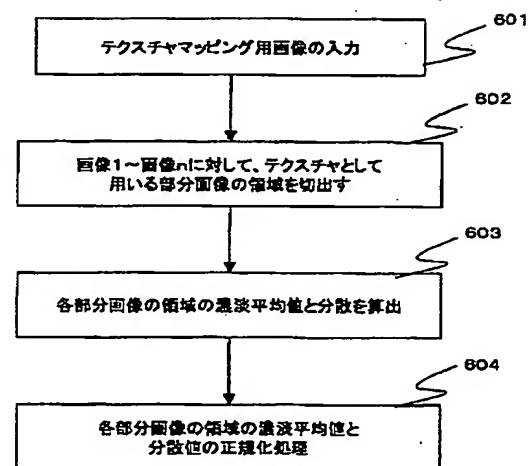 601
テクスチャマッピング用画像の入力
602
画像1～画像nに対して、テクスチャとして
用いる部分画像の領域を切出す
603
各部分画像の領域の濃淡平均値と分散を算出
604
各部分画像の領域の濃淡平均値と
分散値の正規化処理